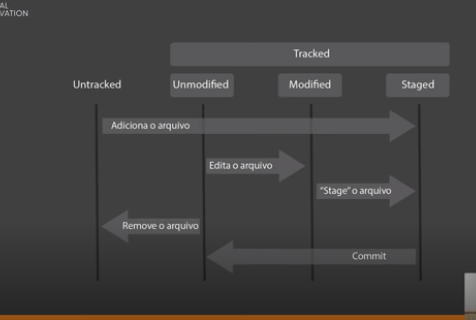 AL
VATION
Tracked
Untracked
Unmodified
Modified
Staged
Adiciona o arquivo
Edita o arquivo
"Stage" o arquivo
Remove o arquivo
Commit